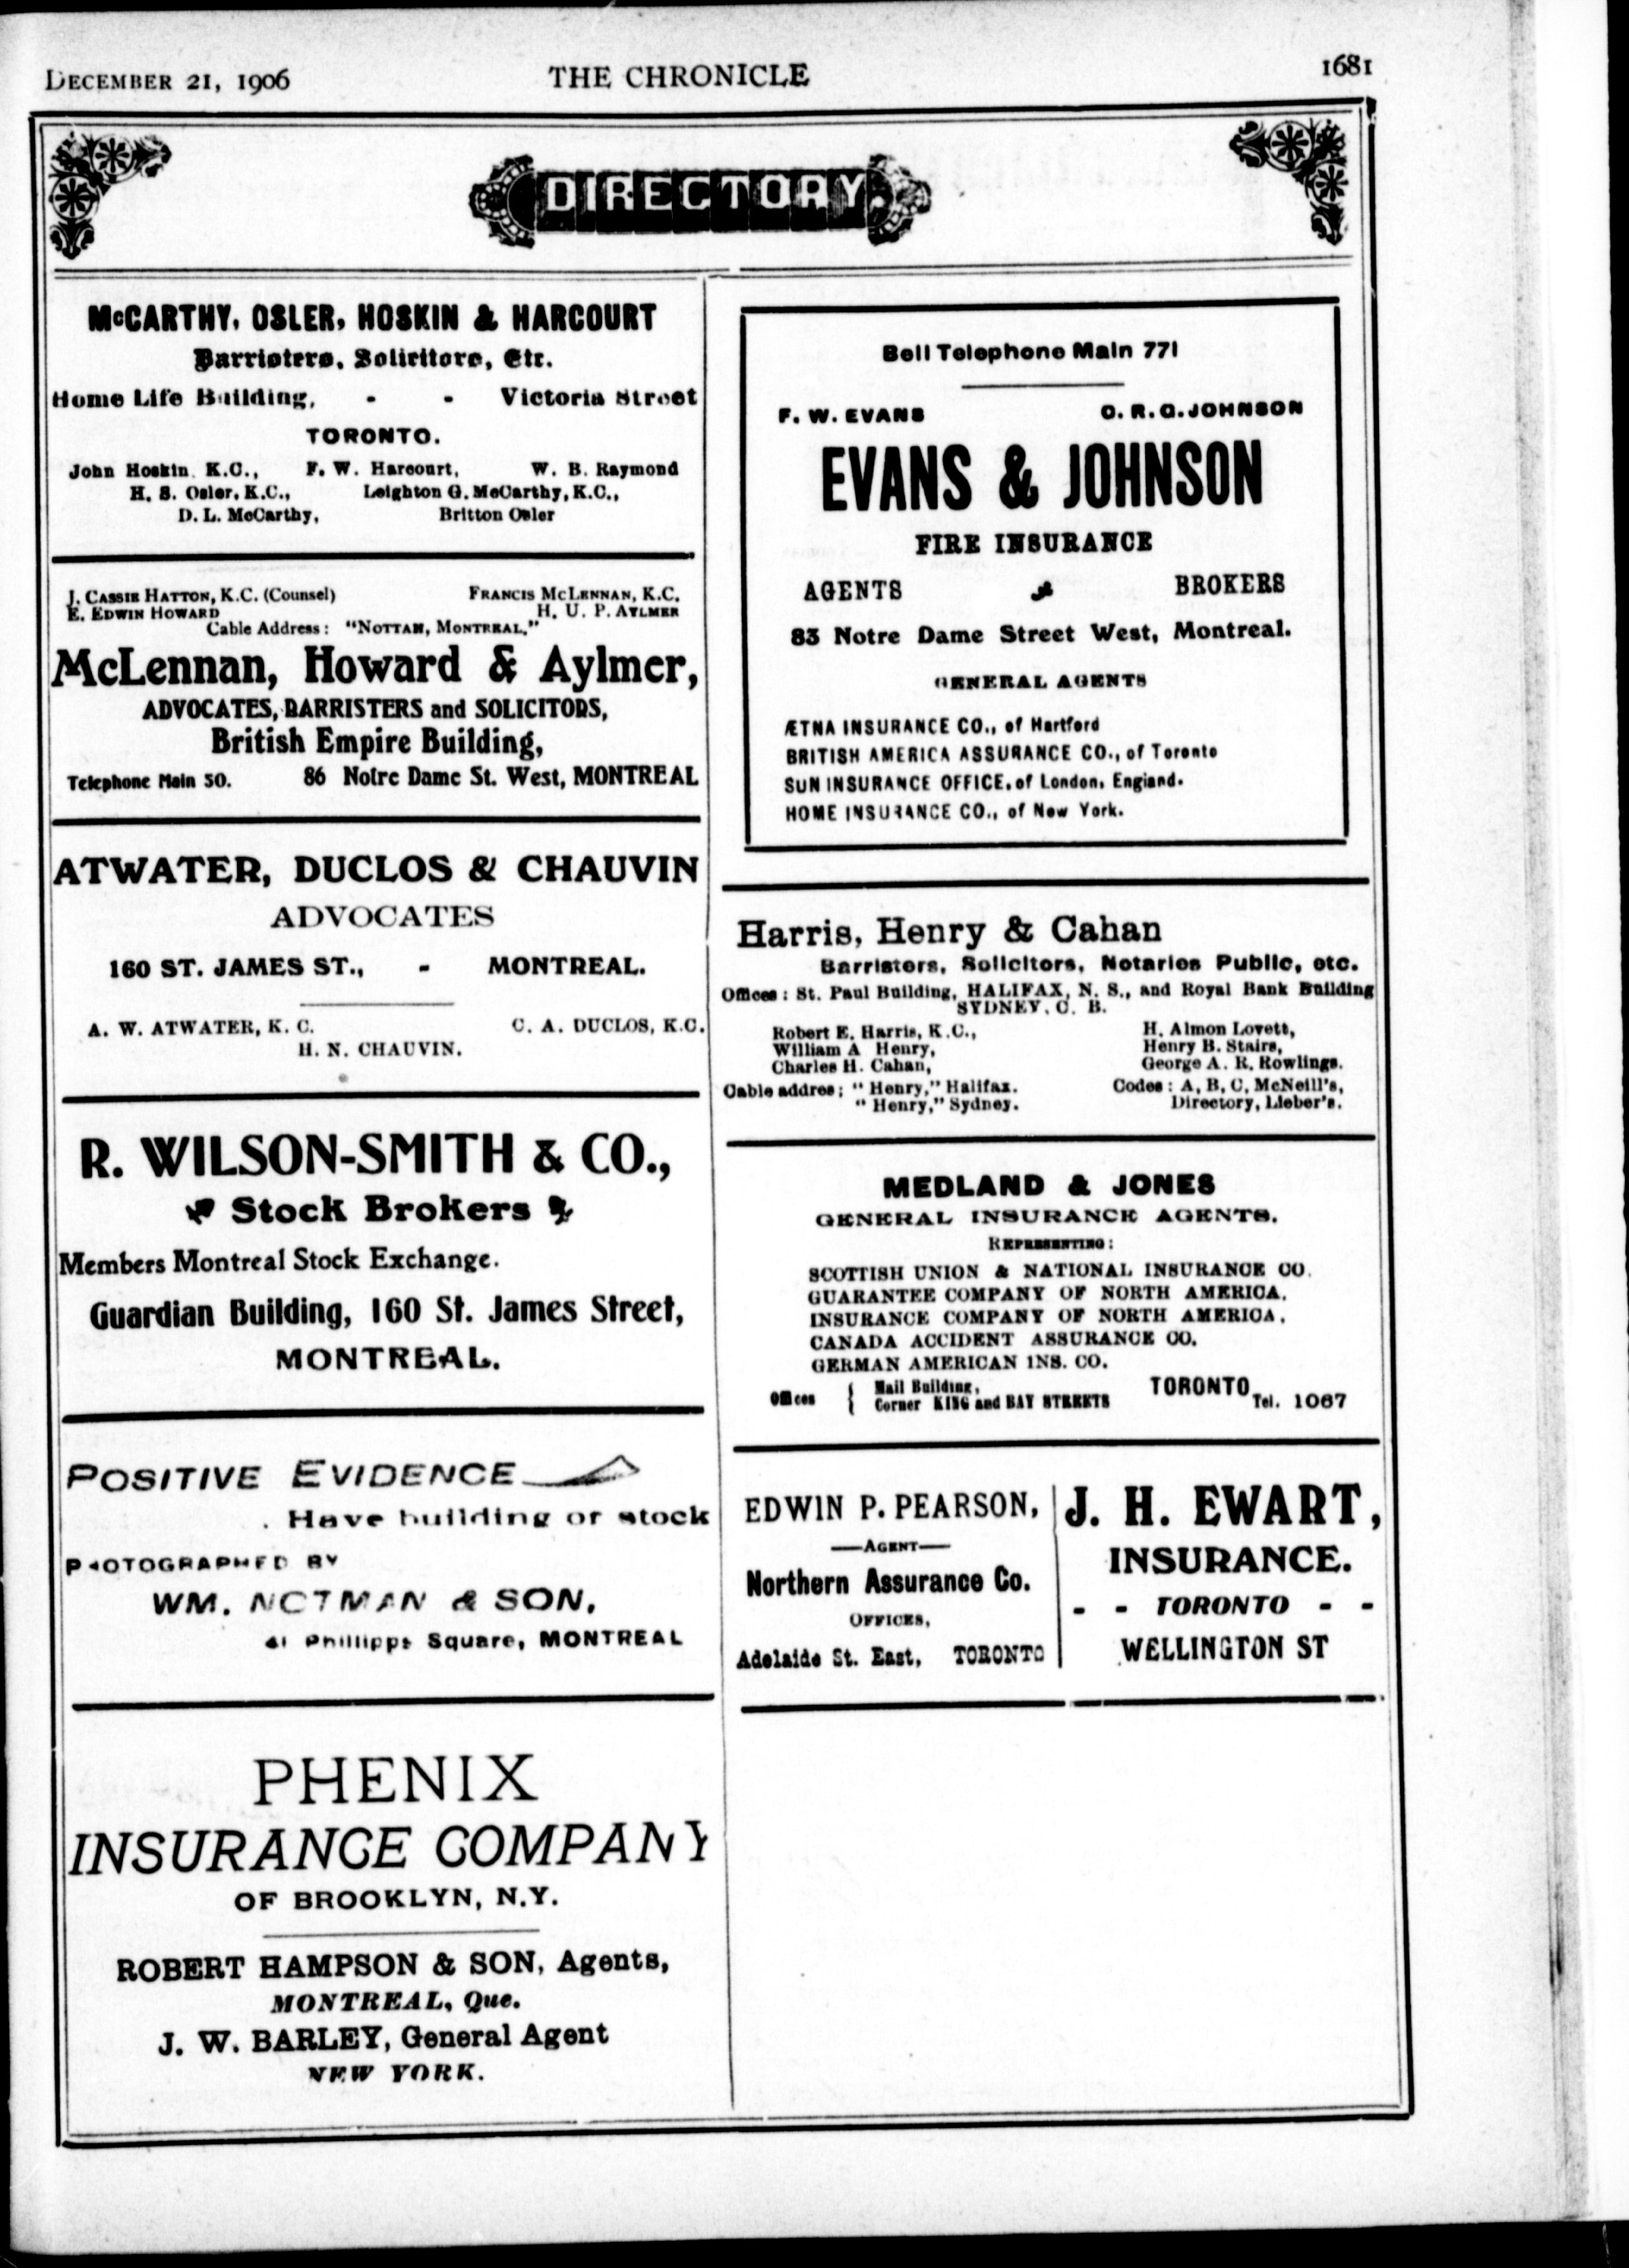 DECEMBER 21, 1906 THE CHRONICLE 1681
DIRECTORY.
McCARTHY, OSLER, HOSKIN & HARCOURT
Barristers, Solicitors, Etc.
Home Life Building, - - Victoria Street
TORONTO.
John Hoskin, K.C., F. W. Harcourt, W. B. Raymond
H. S. Osler, K.C., Leighton G. McCarthy, K.C.,
D. L. McCarthy, Britton Osler
J. CASSIE HATTON, K.C. (Counsel) FRANCIS MCLENNAN, K.C.
E. EDWIN HOWARD H. U. P. AYLMER
Cable Address: "NOTTAH, MONTREAL."
McLennan, Howard & Aylmer,
ADVOCATES, BARRISTERS and SOLICITORS,
British Empire Building,
Telephone Main 50. 86 Notre Dame St. West, MONTREAL
ATWATER, DUCLOS & CHAUVIN
ADVOCATES
160 ST. JAMES ST., - MONTREAL.
A. W. ATWATER, K. C. C. A. DUCLOS, K.C.
H. N. CHAUVIN.
R. WILSON-SMITH & CO.,
Stock Brokers
Members Montreal Stock Exchange.
Guardian Building, 160 St. James Street,
MONTREAL.
POSITIVE EVIDENCE
. Have building or stock
PHOTOGRAPHED BY
WM. NOTMAN & SON,
41 Phillipps Square, MONTREAL
PHENIX
INSURANCE COMPANY
OF BROOKLYN, N.Y.
ROBERT HAMPSON & SON, Agents,
MONTREAL, Que.
J. W. BARLEY, General Agent
NEW YORK.
Bell Telephone Main 771
F. W. EVANS C. R. G. JOHNSON
EVANS & JOHNSON
FIRE INSURANCE
AGENTS BROKERS
83 Notre Dame Street West, Montreal.
GENERAL AGENTS
ÆTNA INSURANCE CO., of Hartford
BRITISH AMERICA ASSURANCE CO., of Toronto
SUN INSURANCE OFFICE, of London, England.
HOME INSURANCE CO., of New York.
Harris, Henry & Cahan
Barristers, Solicitors, Notaries Public, etc.
Offices: St. Paul Building, HALIFAX, N. S., and Royal Bank Building
SYDNEY, C. B.
Robert E. Harris, K.C., H. Almon Lovett,
William A Henry, Henry B. Stairs,
Charles H. Cahan, George A. R. Rowlings.
Cable addres; "Henry," Halifax. Codes: A, B, C, McNeill's,
"Henry," Sydney. Directory, Lieber's.
MEDLAND & JONES
GENERAL INSURANCE AGENTS.
REPRESENTING:
SCOTTISH UNION & NATIONAL INSURANCE CO.
GUARANTEE COMPANY OF NORTH AMERICA.
INSURANCE COMPANY OF NORTH AMERICA.
CANADA ACCIDENT ASSURANCE CO.
GERMAN AMERICAN INS. CO.
Offices { Mail Building, TORONTO
Corner KING and BAY STREETS Tel. 1067
EDWIN P. PEARSON,
—AGENT—
Northern Assurance Co.
OFFICES,
Adelaide St. East, TORONTO
J. H. EWART,
INSURANCE.
- - TORONTO - -
WELLINGTON ST